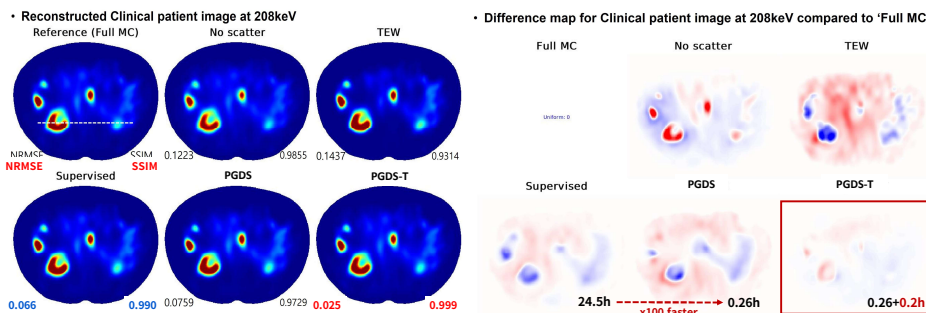 • Reconstructed Clinical patient image at 208keV
Reference (Full MC)
No scatter
TEW
NRMSE
SSIM
0.1223
0.9855
0.1437
0.9314
NRMSE
SSIM
Supervised
PGDS
PGDS-T
0.066
0.990
0.0759
0.9729
0.025
0.999
• Difference map for Clinical patient image at 208keV compared to ‘Full MC
Full MC
No scatter
TEW
Uniform: 0
Supervised
PGDS
PGDS-T
24.5h
0.26h
0.26+0.2h
x100 faster